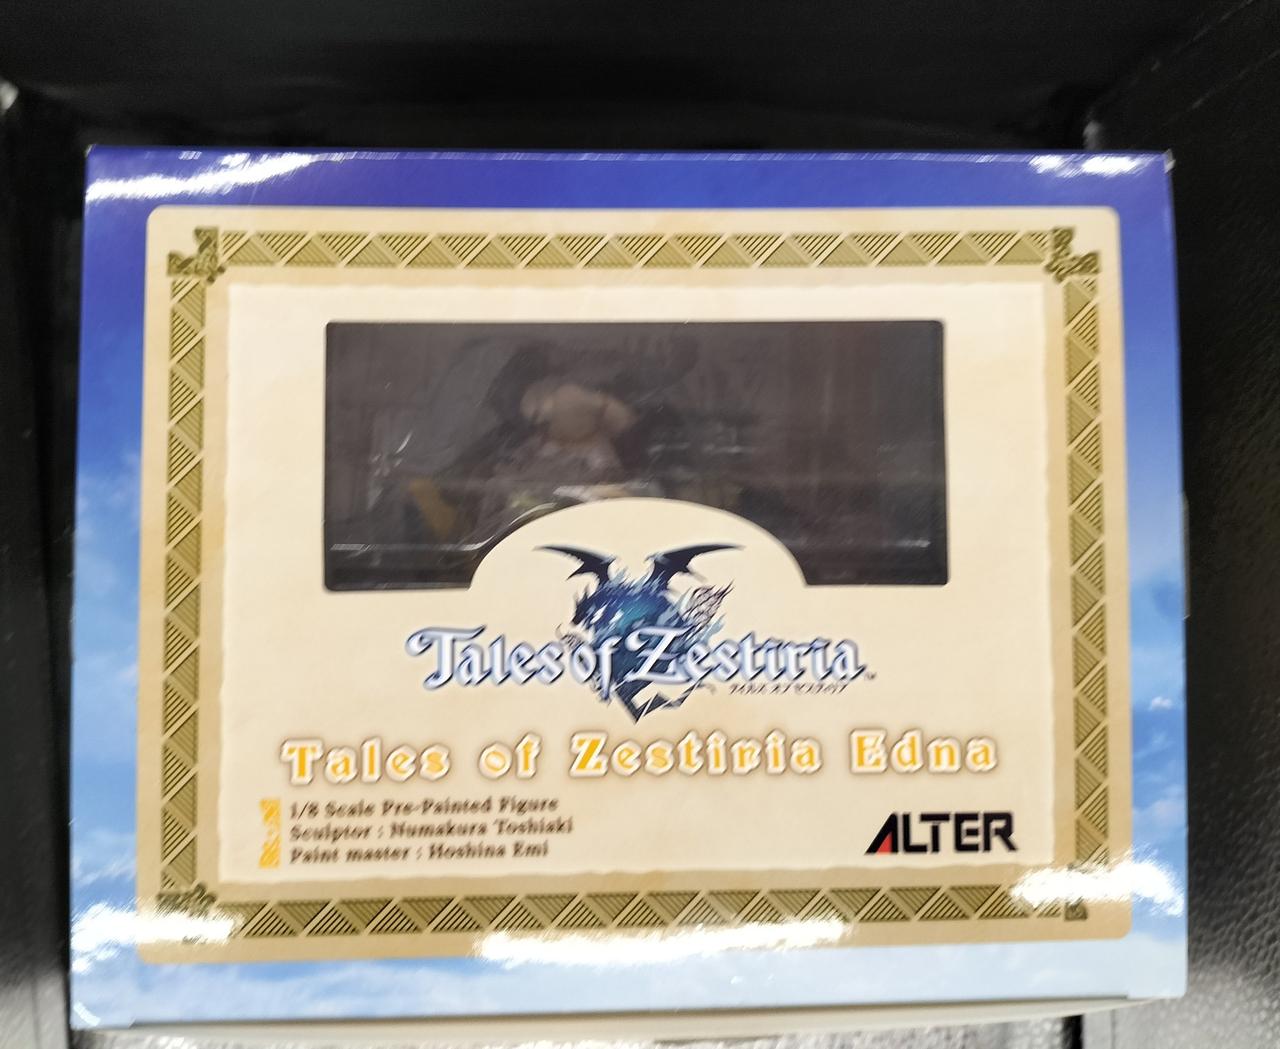 Tales of Zestiria
Tales of Zestiria Edna
1/8 Scale Pre-Painted Figure
Sculptor : Numakura Toshiaki
Paint master : Hoshina Emi
ALTER